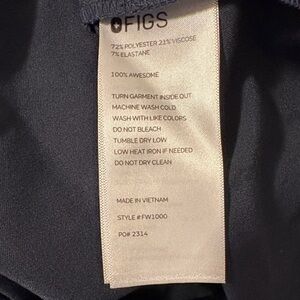 FIGS
72% POLYESTER 21% VISCOSE
7% ELASTANE
100% AWESOME
TURN GARMENT INSIDE OUT
MACHINE WASH COLD
WASH WITH LIKE COLORS
DO NOT BLEACH
TUMBLE DRY LOW
LOW HEAT IRON IF NEEDED
DO NOT DRY CLEAN
MADE IN VIETNAM
STYLE# FW1000
PO# 2314